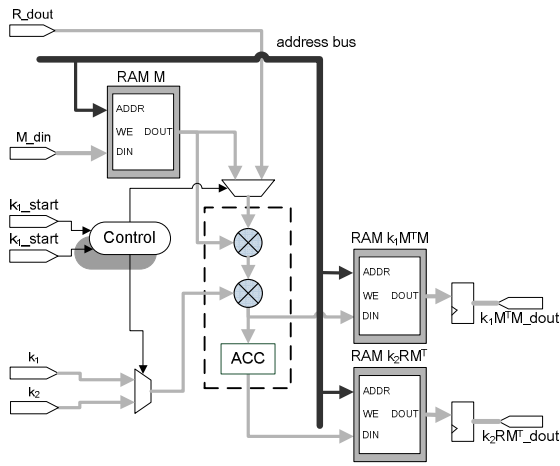 R_dout
address bus
RAM M
ADDR
WE DOUT
DIN
M_din
k₁_start
k₁_start
Control
RAM k₁MᵀM
ADDR
WE DOUT
DIN
k₁MᵀM_dout
ACC
k₁
k₂
RAM k₂RMᵀ
ADDR
WE DOUT
DIN
k₂RMᵀ_dout